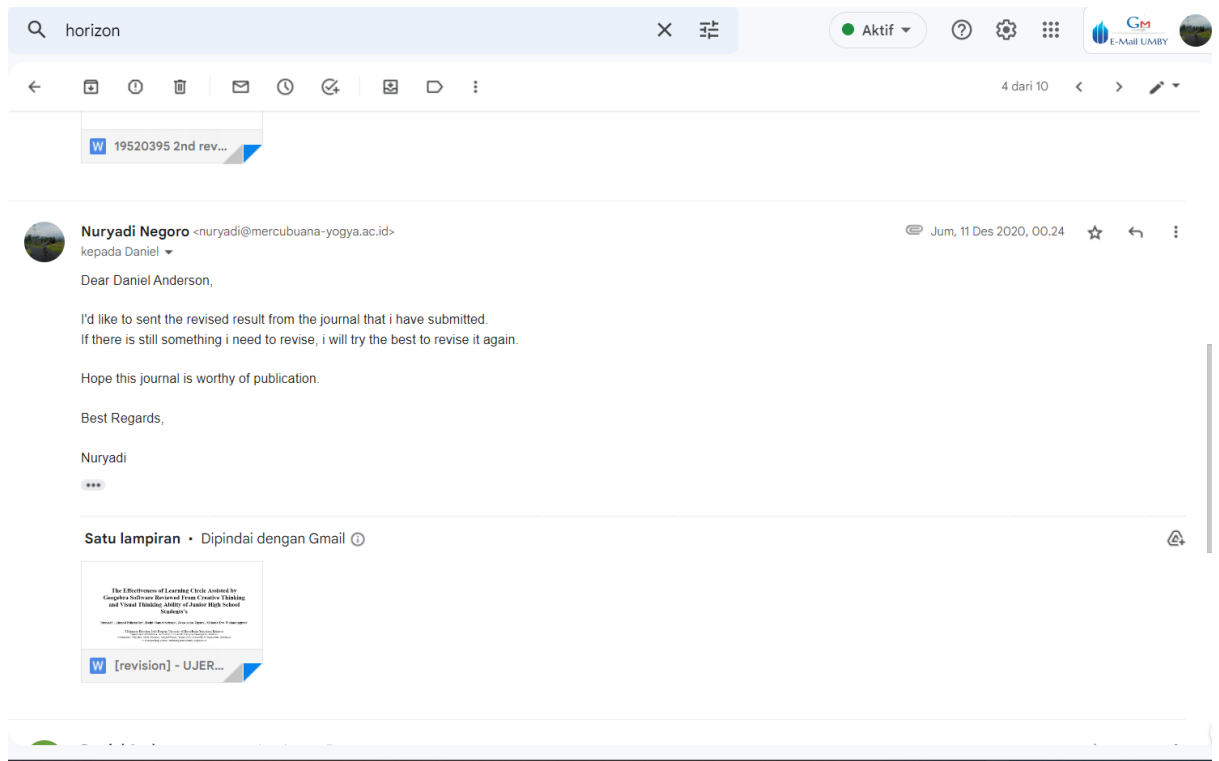 horizon
Aktif
GM
E-Mail UMBY
4 dari 10
19520395 2nd rev...
Nuryadi Negoro <nuryadi@mercubuana-yogya.ac.id>
Jum, 11 Des 2020, 00.24
kepada Daniel
Dear Daniel Anderson,
I'd like to sent the revised result from the journal that i have submitted.
If there is still something i need to revise, i will try the best to revise it again.
Hope this journal is worthy of publication.
Best Regards,
Nuryadi
Satu lampiran • Dipindai dengan Gmail
The Effectiveness of Learning Circle Assisted by
Geogebra Software Reviewed From Creative Thinking
and Visual Thinking Ability of Junior High School
Students's
[revision] - UJER...